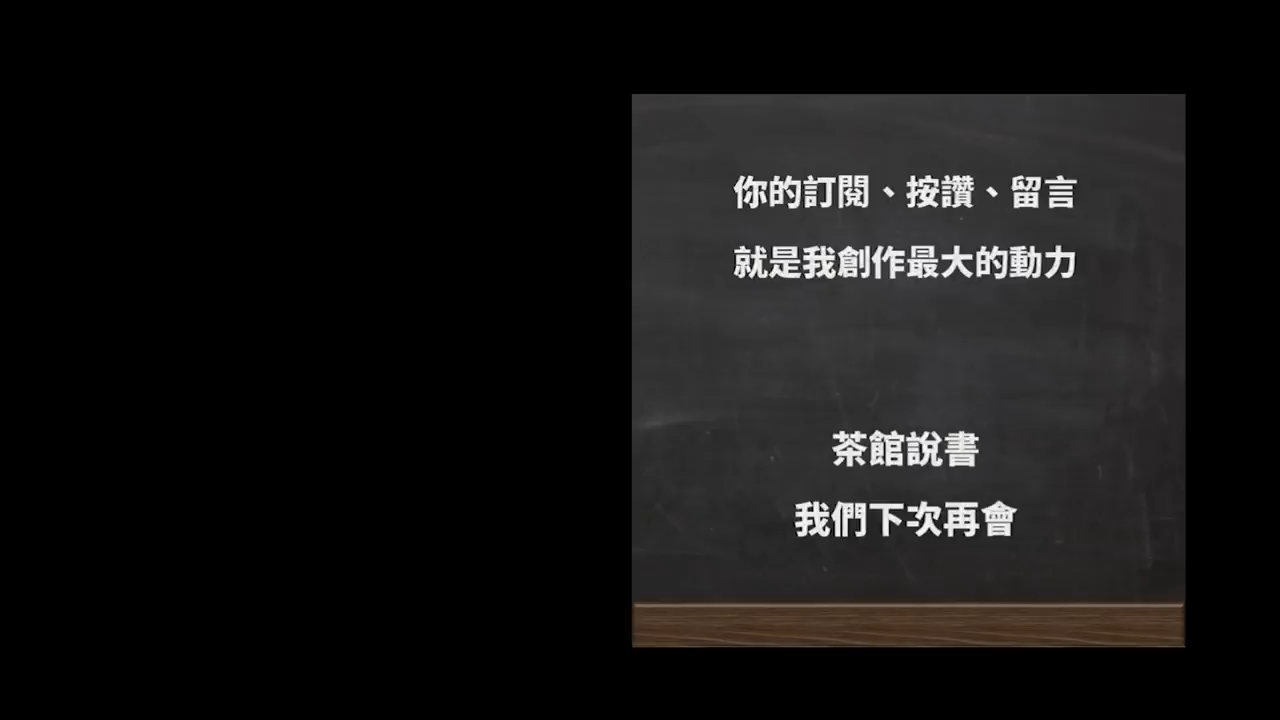 你的訂閱、按讚、留言
就是我創作最大的動力
茶館說書
我們下次再會